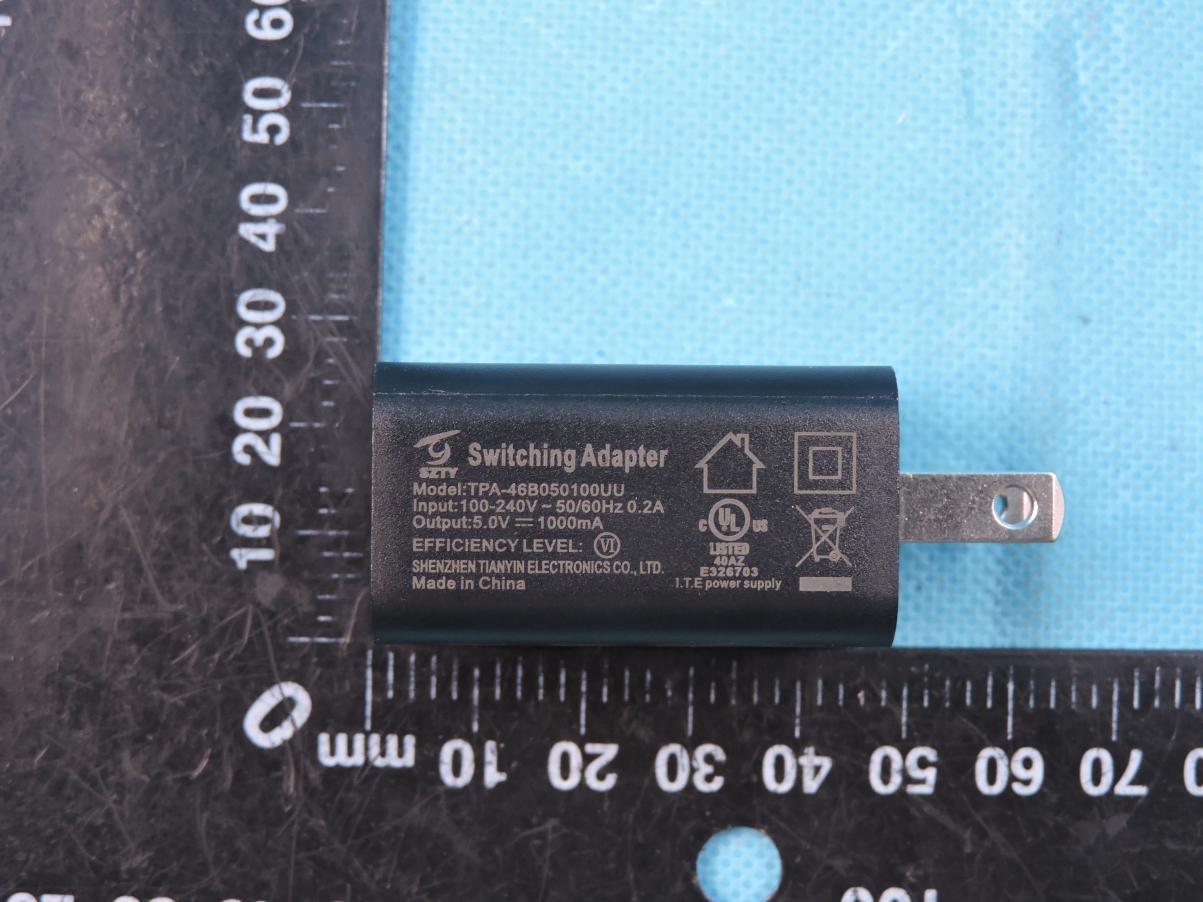 60
50
40
30
20
10
0
mm 10 20 30 40 50 60 70
SZTY
Switching Adapter
Model:TPA-46B050100UU
Input:100-240V ~ 50/60Hz 0.2A
Output:5.0V ⎓ 1000mA
EFFICIENCY LEVEL: VI
SHENZHEN TIANYIN ELECTRONICS CO., LTD.
Made in China
C UL US
LISTED
40AZ
E326703
I.T.E power supply